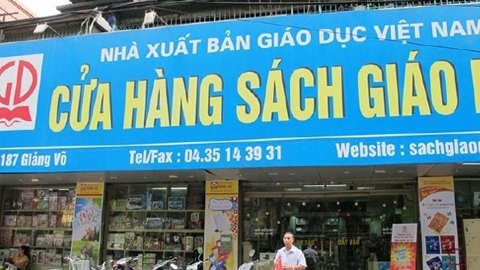 NHÀ XUẤT BẢN GIÁO DỤC VIỆT NAM
GD
CỬA HÀNG SÁCH GIÁO
187 Giảng Võ
Tel/Fax : 04.35 14 39 31
Website : sachgiao